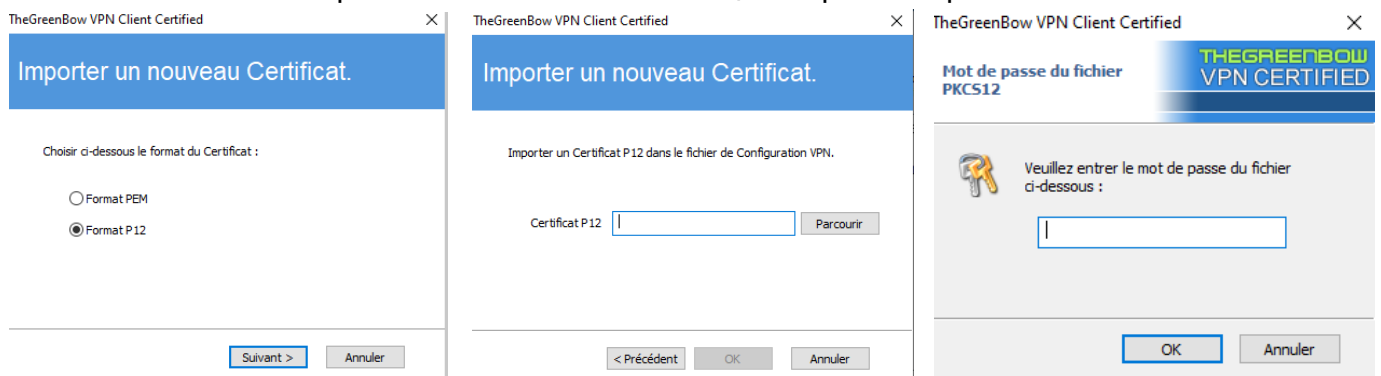 TheGreenBow VPN Client Certified
Importer un nouveau Certificat.
Choisir ci-dessous le format du Certificat :
Format PEM
Format P12
Suivant >
Annuler
TheGreenBow VPN Client Certified
Importer un nouveau Certificat.
Importer un Certificat P12 dans le fichier de Configuration VPN.
Certificat P12
Parcourir
< Précédent
OK
Annuler
TheGreenBow VPN Client Certified
Mot de passe du fichier
PKCS12
THEGREENBOW
VPN CERTIFIED
Veuillez entrer le mot de passe du fichier
ci-dessous :
OK
Annuler